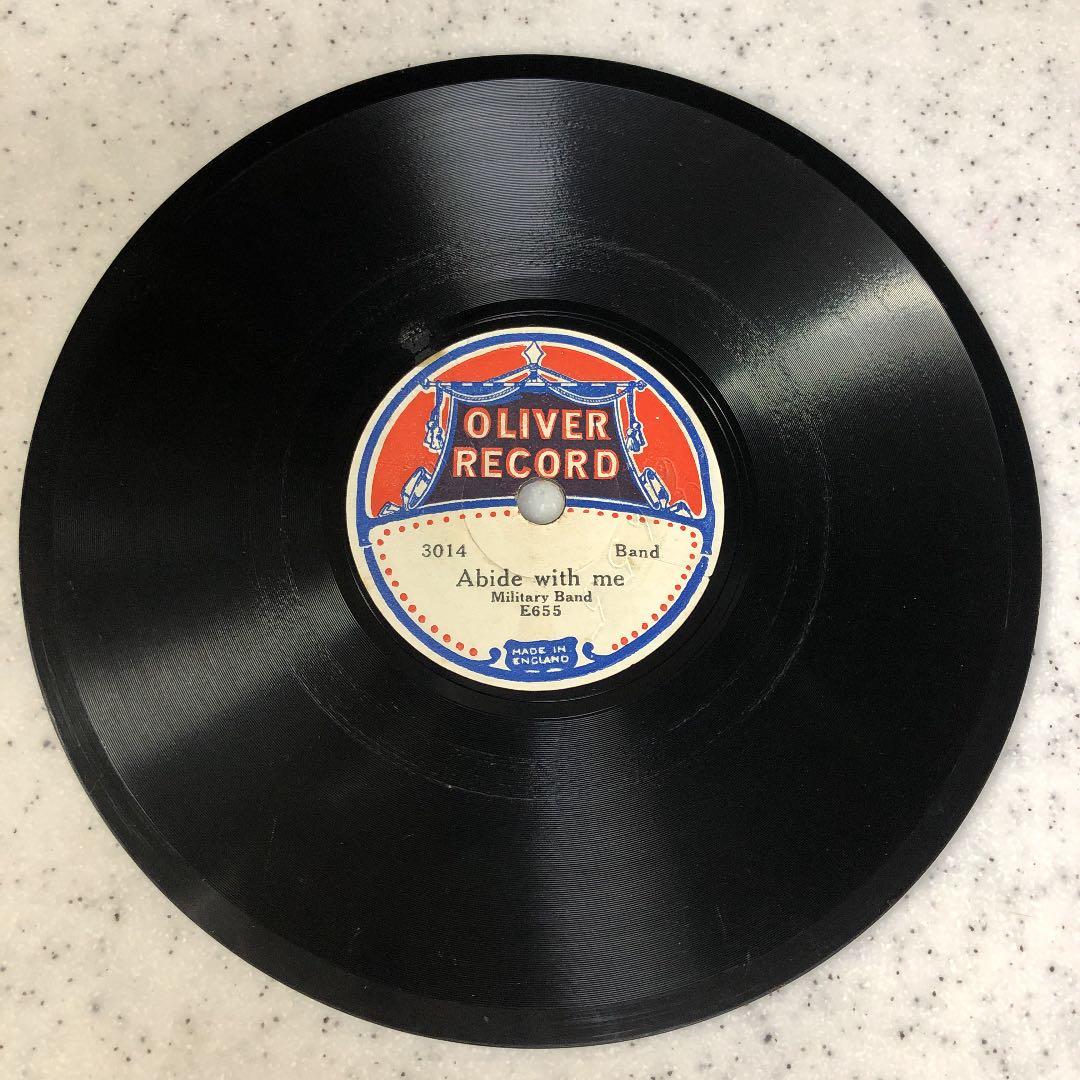 OLIVER
RECORD
3014 Band
Abide with me
Military Band
E655
MADE IN
ENGLAND